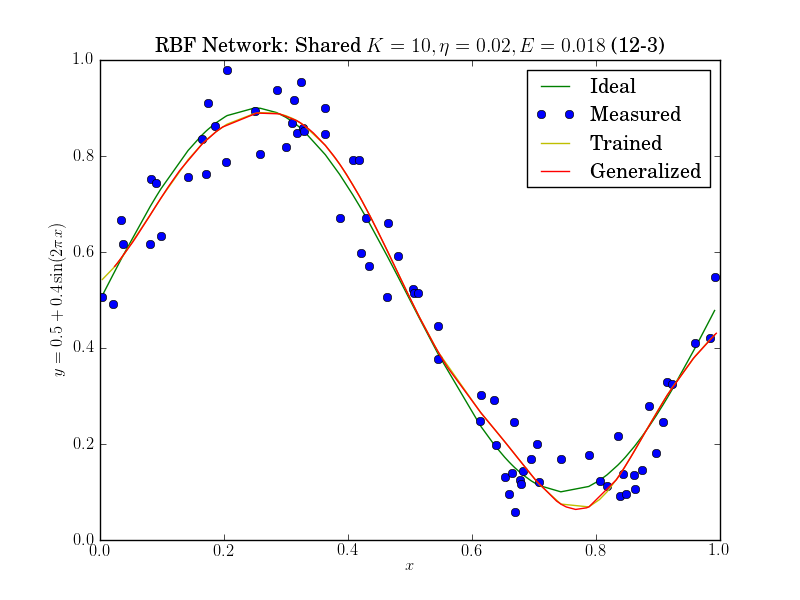 RBF Network: Shared K = 10, η = 0.02, E = 0.018 (12-3)
Ideal
Measured
Trained
Generalized
y = 0.5 + 0.4 sin(2πx)
1.0
0.8
0.6
0.4
0.2
0.0
0.0 0.2 0.4 0.6 0.8 1.0
x